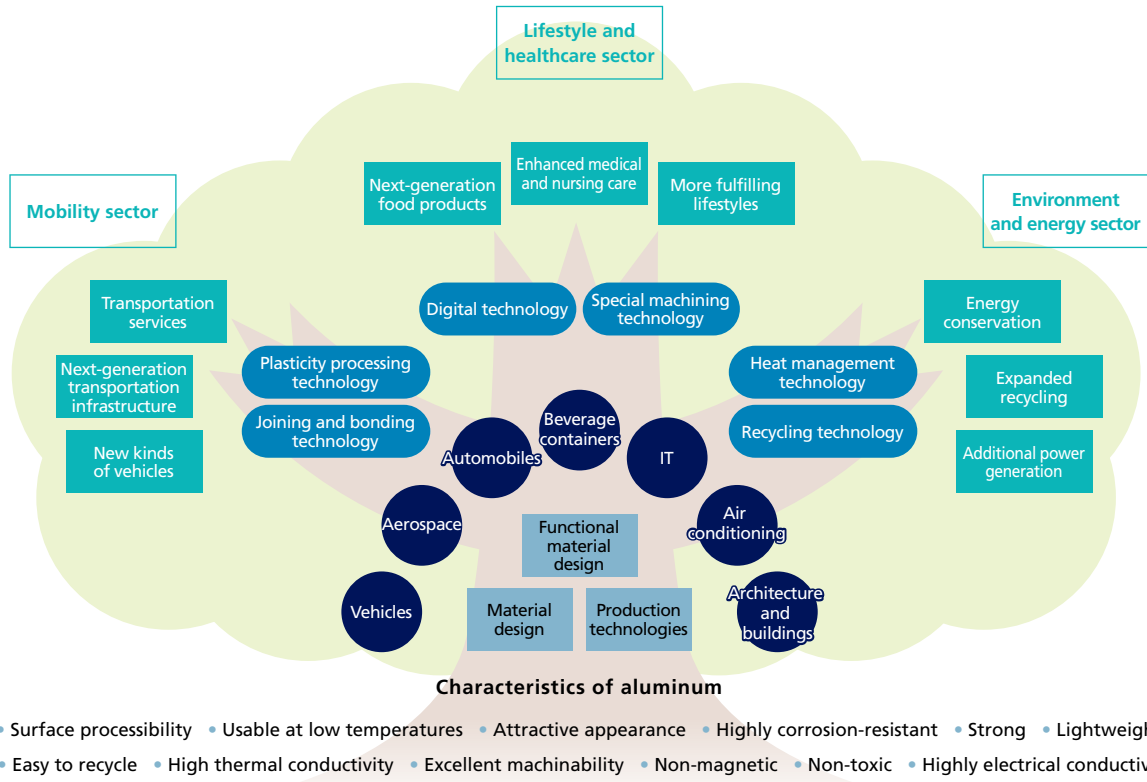 Lifestyle and
healthcare sector
Mobility sector
Environment
and energy sector
Next-generation
food products
Enhanced medical
and nursing care
More fulfilling
lifestyles
Transportation
services
Next-generation
transportation
infrastructure
New kinds
of vehicles
Energy
conservation
Expanded
recycling
Additional power
generation
Digital technology
Special machining
technology
Plasticity processing
technology
Joining and bonding
technology
Heat management
technology
Recycling technology
Beverage
containers
Automobiles
IT
Aerospace
Air
conditioning
Vehicles
Architecture
and
buildings
Functional
material
design
Material
design
Production
technologies
Characteristics of aluminum
• Surface processibility • Usable at low temperatures • Attractive appearance • Highly corrosion-resistant • Strong • Lightweigh
• Easy to recycle • High thermal conductivity • Excellent machinability • Non-magnetic • Non-toxic • Highly electrical conductiv